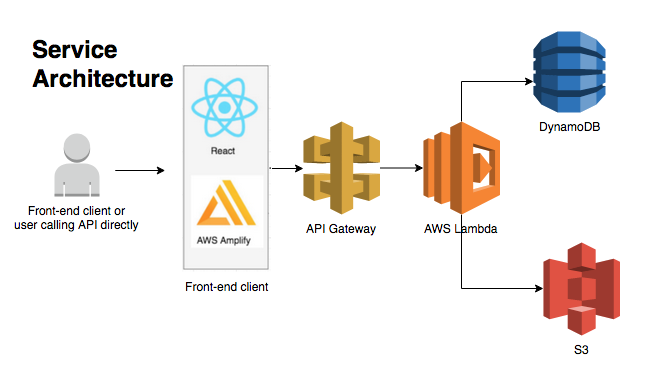 Service
Architecture
Front-end client or
user calling API directly
React
AWS Amplify
Front-end client
API Gateway
AWS Lambda
DynamoDB
S3